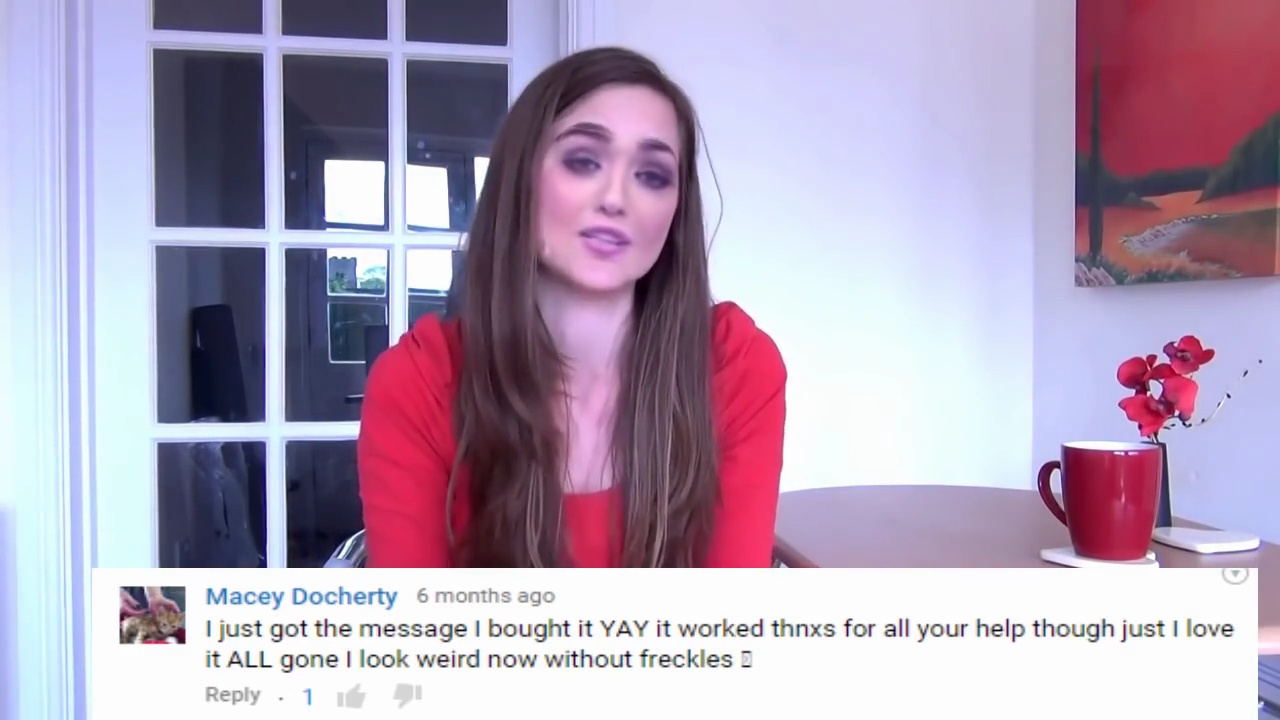 Macey Docherty 6 months ago
I just got the message I bought it YAY it worked thnxs for all your help though just I love
it ALL gone I look weird now without freckles
Reply . 1